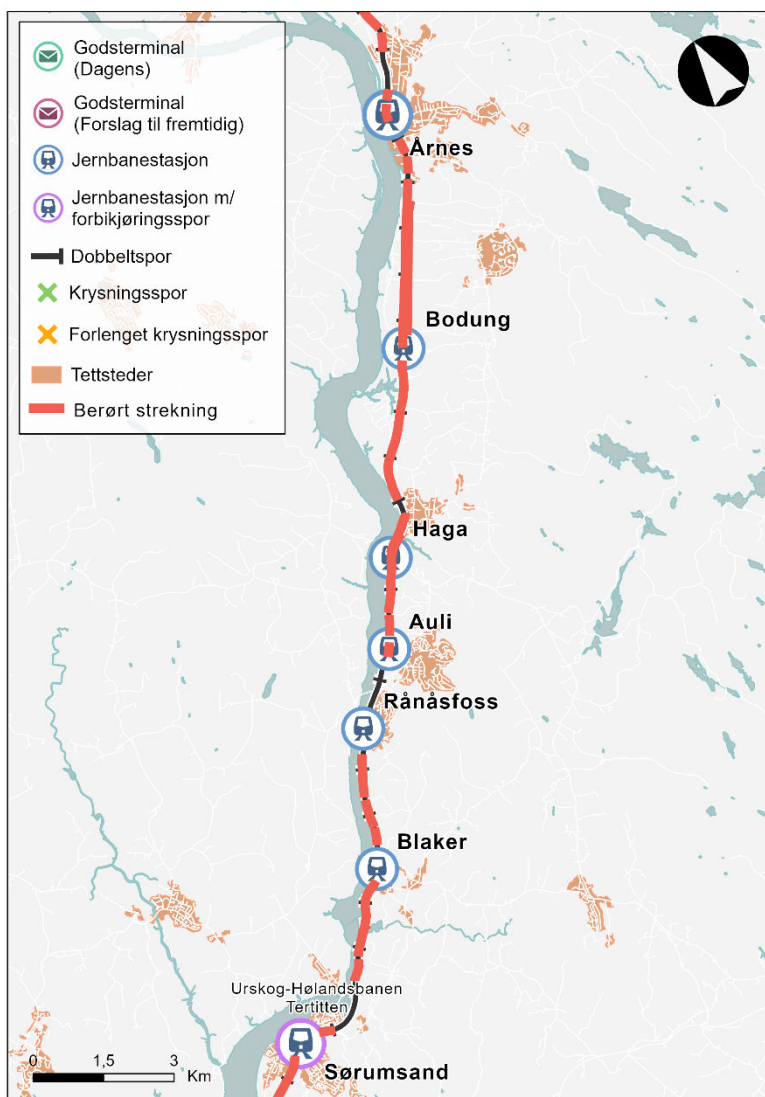 Godsterminal
(Dagens)
Godsterminal
(Forslag til fremtidig)
Jernbanestasjon
Jernbanestasjon m/
forbikjøringsspor
Dobbeltspor
Krysningsspor
Forlenget krysningsspor
Tettsteder
Berørt strekning
Årnes
Bodung
Haga
Auli
Rånåsfoss
Blaker
Urskog-Hølandsbanen
Tertitten
Sørumsand
0 1,5 3
Km